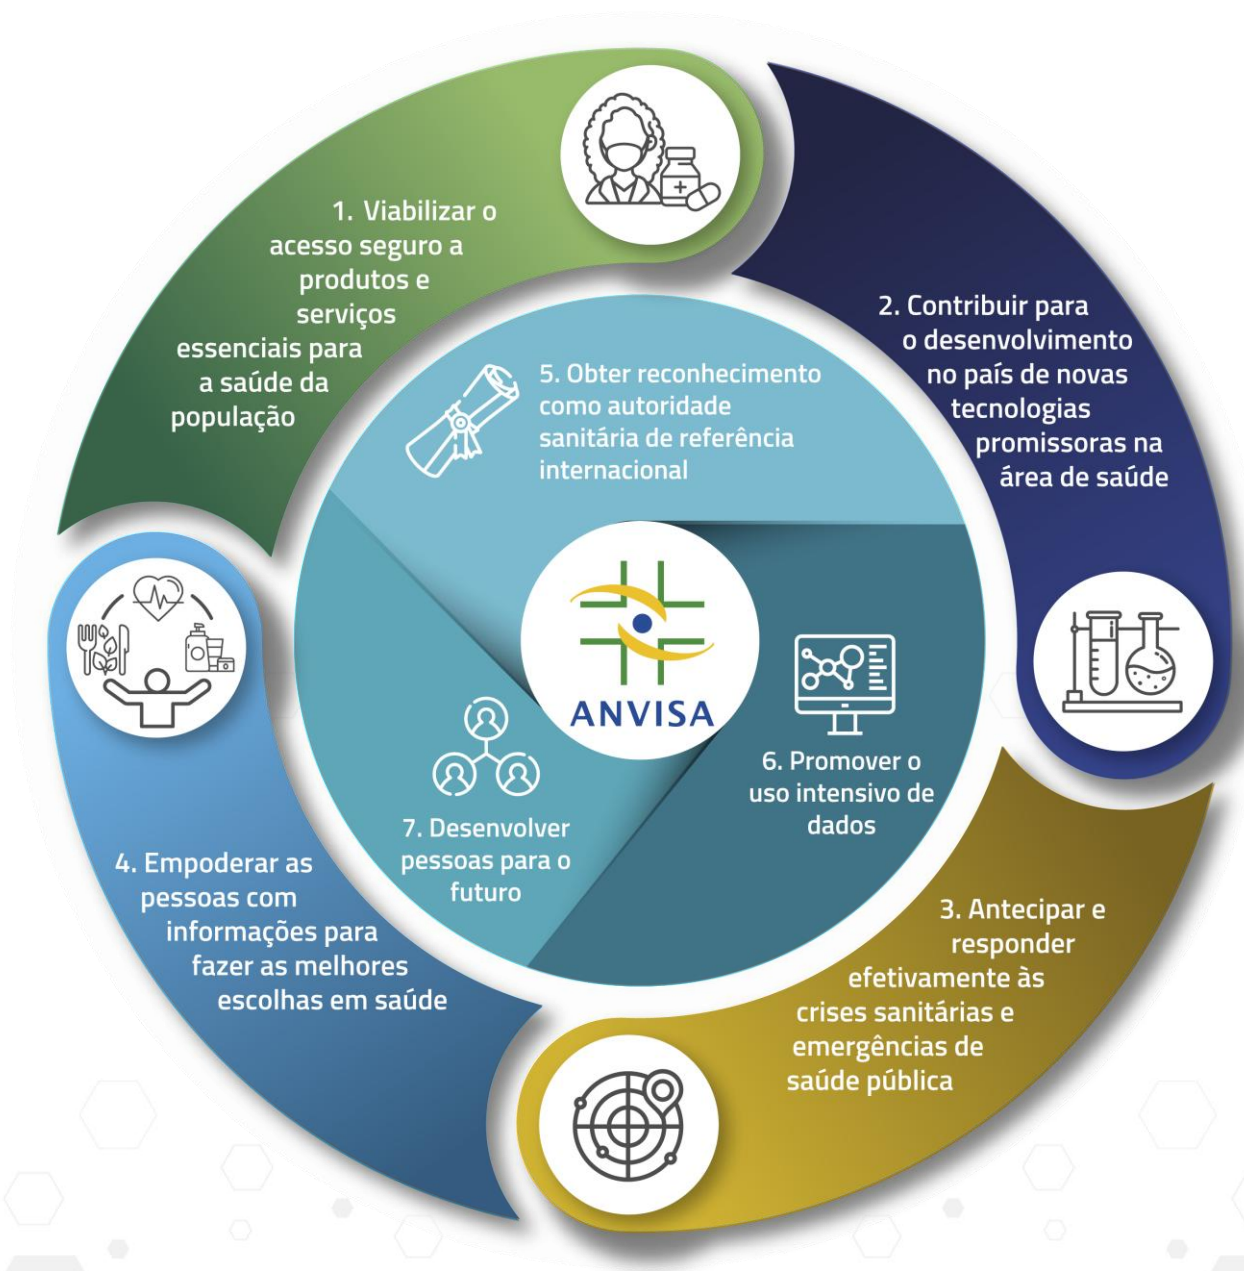 1. Viabilizar o
acesso seguro a
produtos e
serviços
essenciais para
a saúde da
população
2. Contribuir para
o desenvolvimento
no país de novas
tecnologias
promissoras na
área de saúde
3. Antecipar e
responder
efetivamente às
crises sanitárias e
emergências de
saúde pública
4. Empoderar as
pessoas com
informações para
fazer as melhores
escolhas em saúde
5. Obter reconhecimento
como autoridade
sanitária de referência
internacional
6. Promover o
uso intensivo de
dados
7. Desenvolver
pessoas para o
futuro
ANVISA